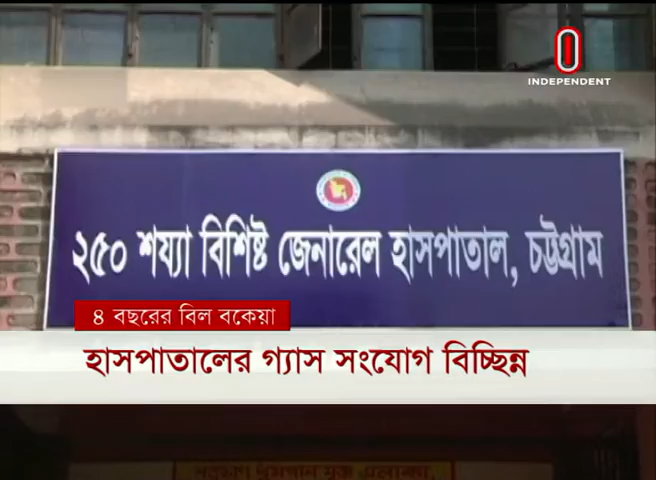 INDEPENDENT
২৫০ শয্যা বিশিষ্ট জেনারেল হাসপাতাল, চট্টগ্রাম
৪ বছরের বিল বকেয়া
হাসপাতালের গ্যাস সংযোগ বিচ্ছিন্ন